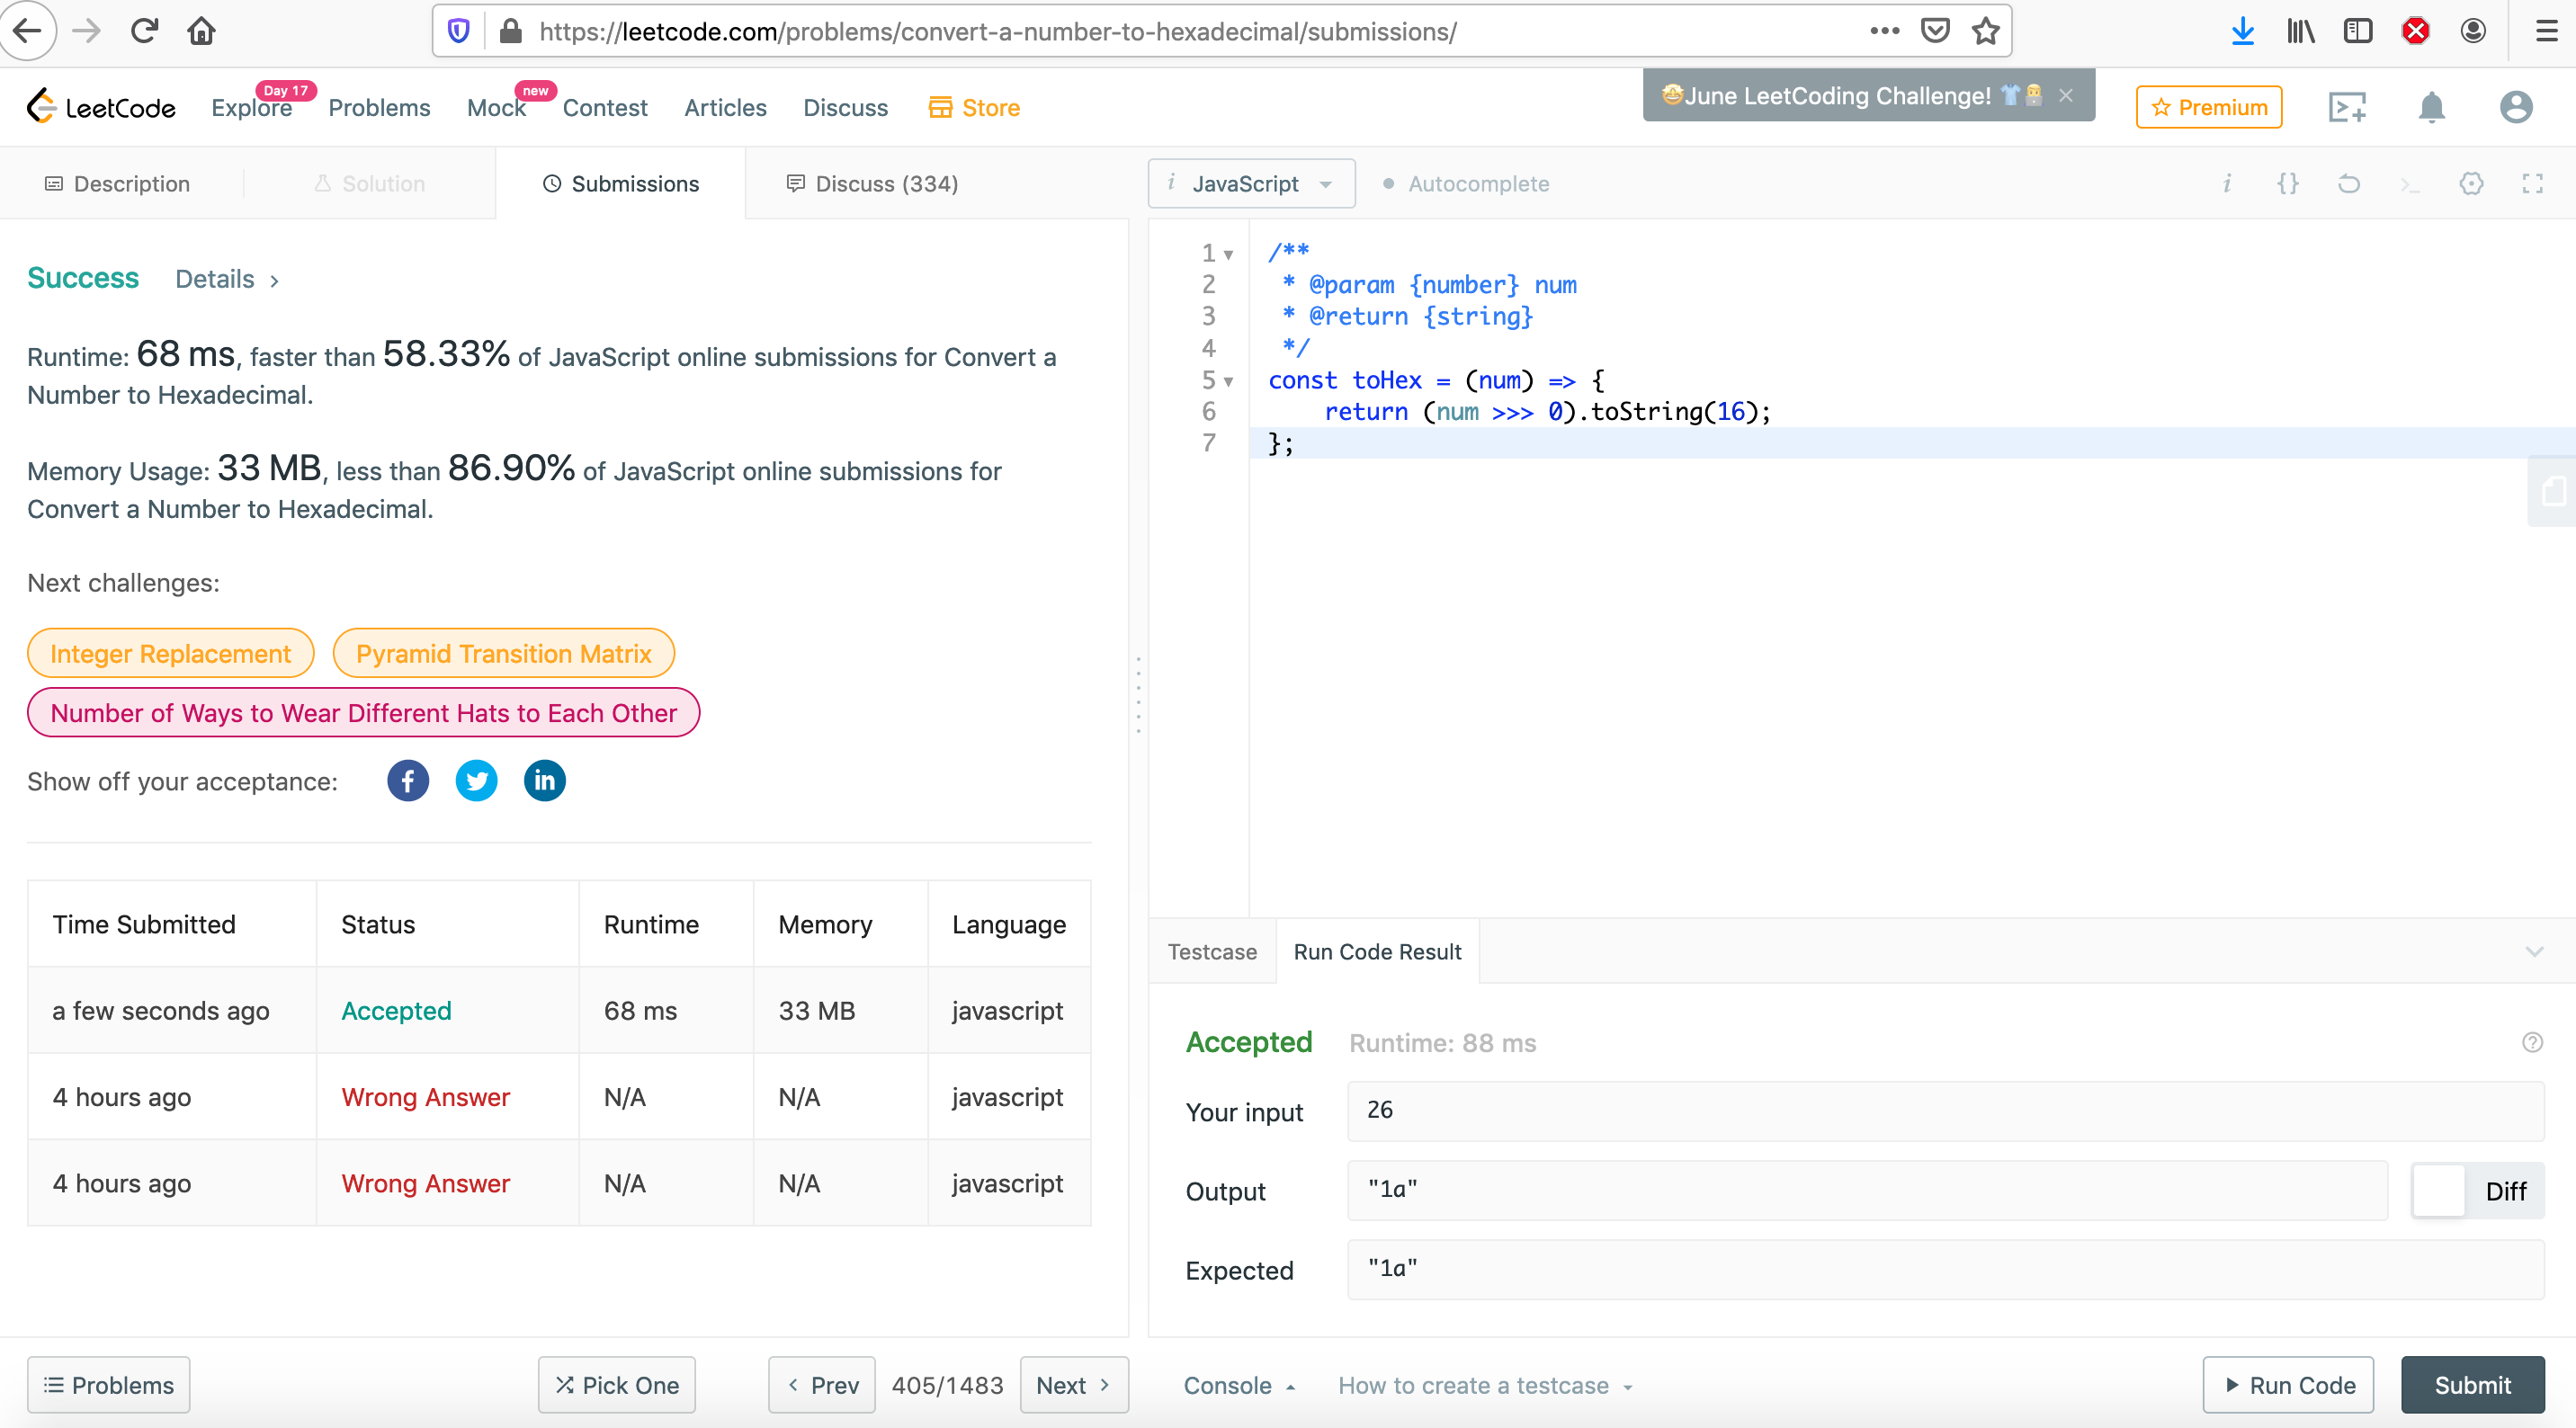 https://leetcode.com/problems/convert-a-number-to-hexadecimal/submissions/
LeetCode
Explore
Day 17
Problems
Mock
new
Contest
Articles
Discuss
Store
🤩June LeetCoding Challenge! 👕
Premium
Description
Solution
Submissions
Discuss (334)
i JavaScript
Autocomplete
Success
Details
Runtime: 68 ms, faster than 58.33% of JavaScript online submissions for Convert a
Number to Hexadecimal.
Memory Usage: 33 MB, less than 86.90% of JavaScript online submissions for
Convert a Number to Hexadecimal.
Next challenges:
Integer Replacement
Pyramid Transition Matrix
Number of Ways to Wear Different Hats to Each Other
Show off your acceptance:
Time Submitted Status Runtime Memory Language
a few seconds ago Accepted 68 ms 33 MB javascript
4 hours ago Wrong Answer N/A N/A javascript
4 hours ago Wrong Answer N/A N/A javascript
Problems
Pick One
Prev
405/1483
Next
1 /**
2 * @param {number} num
3 * @return {string}
4 */
5 const toHex = (num) => {
6 return (num >>> 0).toString(16);
7 };
Testcase
Run Code Result
Accepted Runtime: 88 ms
Your input 26
Output "1a"
Diff
Expected "1a"
Console
How to create a testcase
Run Code
Submit